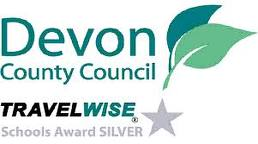 Devon
County Council
TRAVELWISE®
Schools Award SILVER